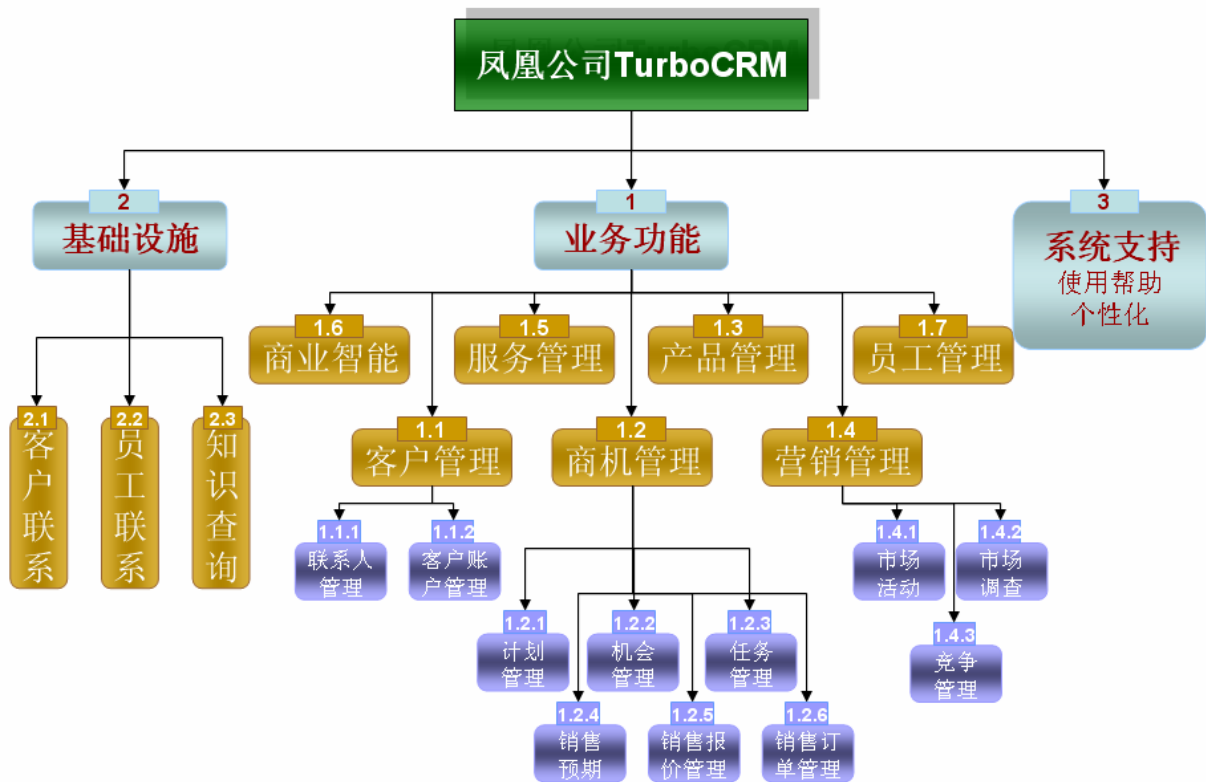 凤凰公司TurboCRM
2
基础设施
1
业务功能
3
系统支持
使用帮助
个性化
1.6
商业智能
1.5
服务管理
1.3
产品管理
1.7
员工管理
2.1
客户联系
2.2
员工联系
2.3
知识查询
1.1
客户管理
1.2
商机管理
1.4
营销管理
1.1.1
联系人
管理
1.1.2
客户账
户管理
1.4.1
市场
活动
1.4.2
市场
调查
1.2.1
计划
管理
1.2.2
机会
管理
1.2.3
任务
管理
1.4.3
竞争
管理
1.2.4
销售
预期
1.2.5
销售报
价管理
1.2.6
销售订
单管理